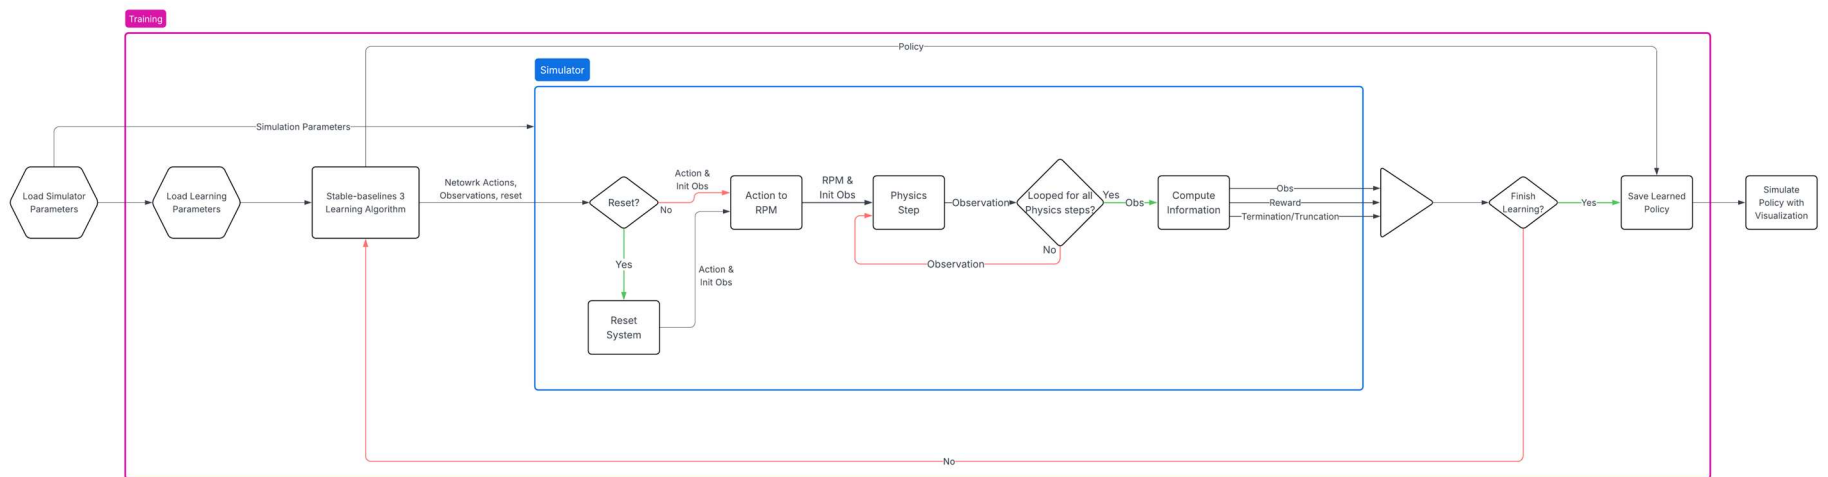 Training
Policy
Simulator
Simulation Parameters
Load Simulator
Parameters
Load Learning
Parameters
Stable-baselines 3
Learning Algorithm
Netowrk Actions,
Observations, reset
Reset?
No
Action &
Init Obs
Yes
Reset
System
Action &
Init Obs
Action to
RPM
RPM &
Init Obs
Physics
Step
Observation
Looped for all
Physics steps?
No
Observation
Yes
Obs
Compute
Information
Obs
Reward
Termination/Truncation
Finish
Learning?
Yes
Save Learned
Policy
Simulate
Policy with
Visualization
No